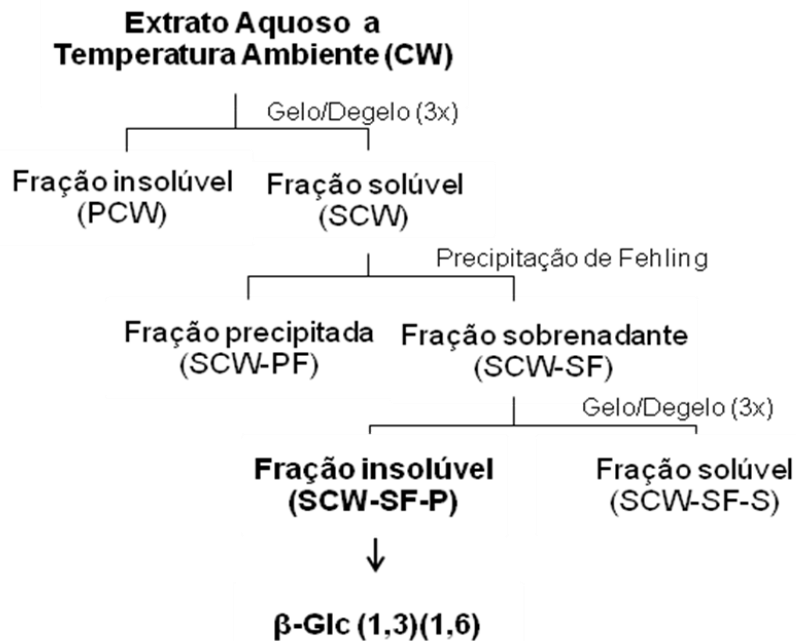 Extrato Aquoso a
Temperatura Ambiente (CW)
Gelo/Degelo (3x)
Fração insolúvel
(PCW)
Fração solúvel
(SCW)
Precipitação de Fehling
Fração precipitada
(SCW-PF)
Fração sobrenadante
(SCW-SF)
Gelo/Degelo (3x)
Fração insolúvel
(SCW-SF-P)
Fração solúvel
(SCW-SF-S)
β-Glc (1,3)(1,6)